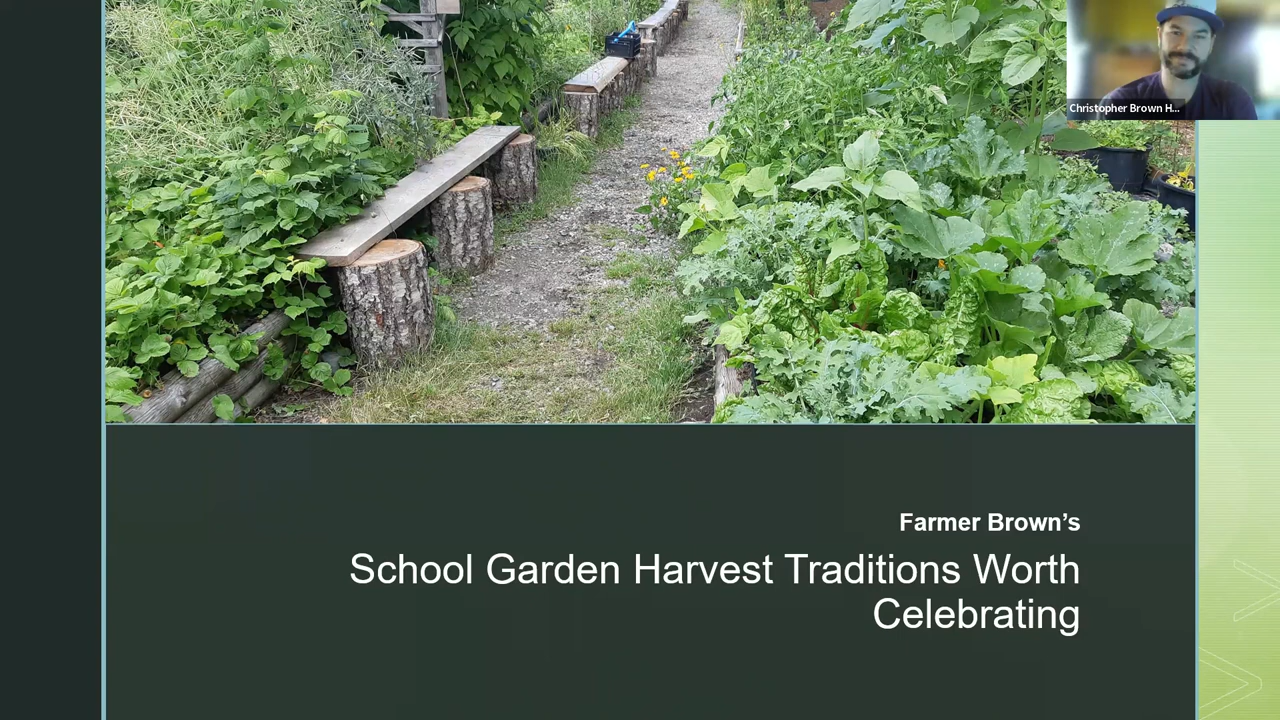 Christopher Brown H...
Farmer Brown’s
School Garden Harvest Traditions Worth
Celebrating